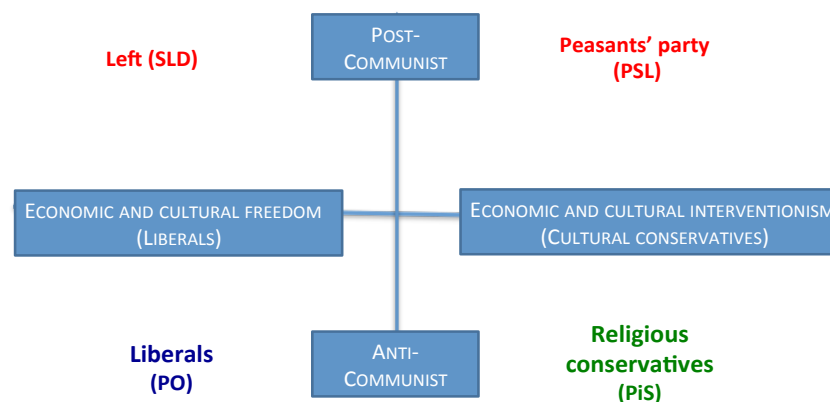 POST-
COMMUNIST
Left (SLD)
Peasants' party
(PSL)
ECONOMIC AND CULTURAL FREEDOM
(LIBERALS)
ECONOMIC AND CULTURAL INTERVENTIONISM
(CULTURAL CONSERVATIVES)
Liberals
(PO)
ANTI-
COMMUNIST
Religious
conservatives
(PiS)